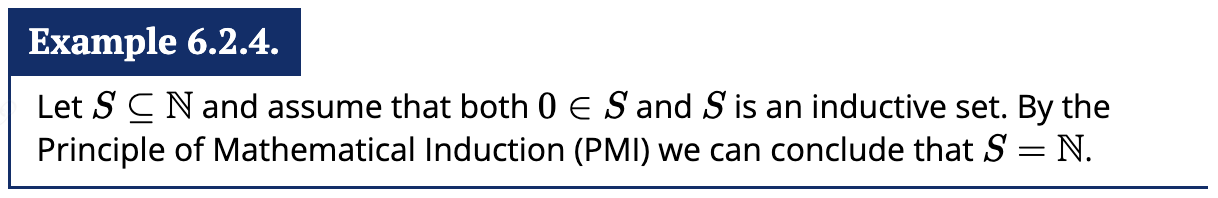 Example 6.2.4.
Let S ⊆ ℕ and assume that both 0 ∈ S and S is an inductive set. By the
Principle of Mathematical Induction (PMI) we can conclude that S = ℕ.